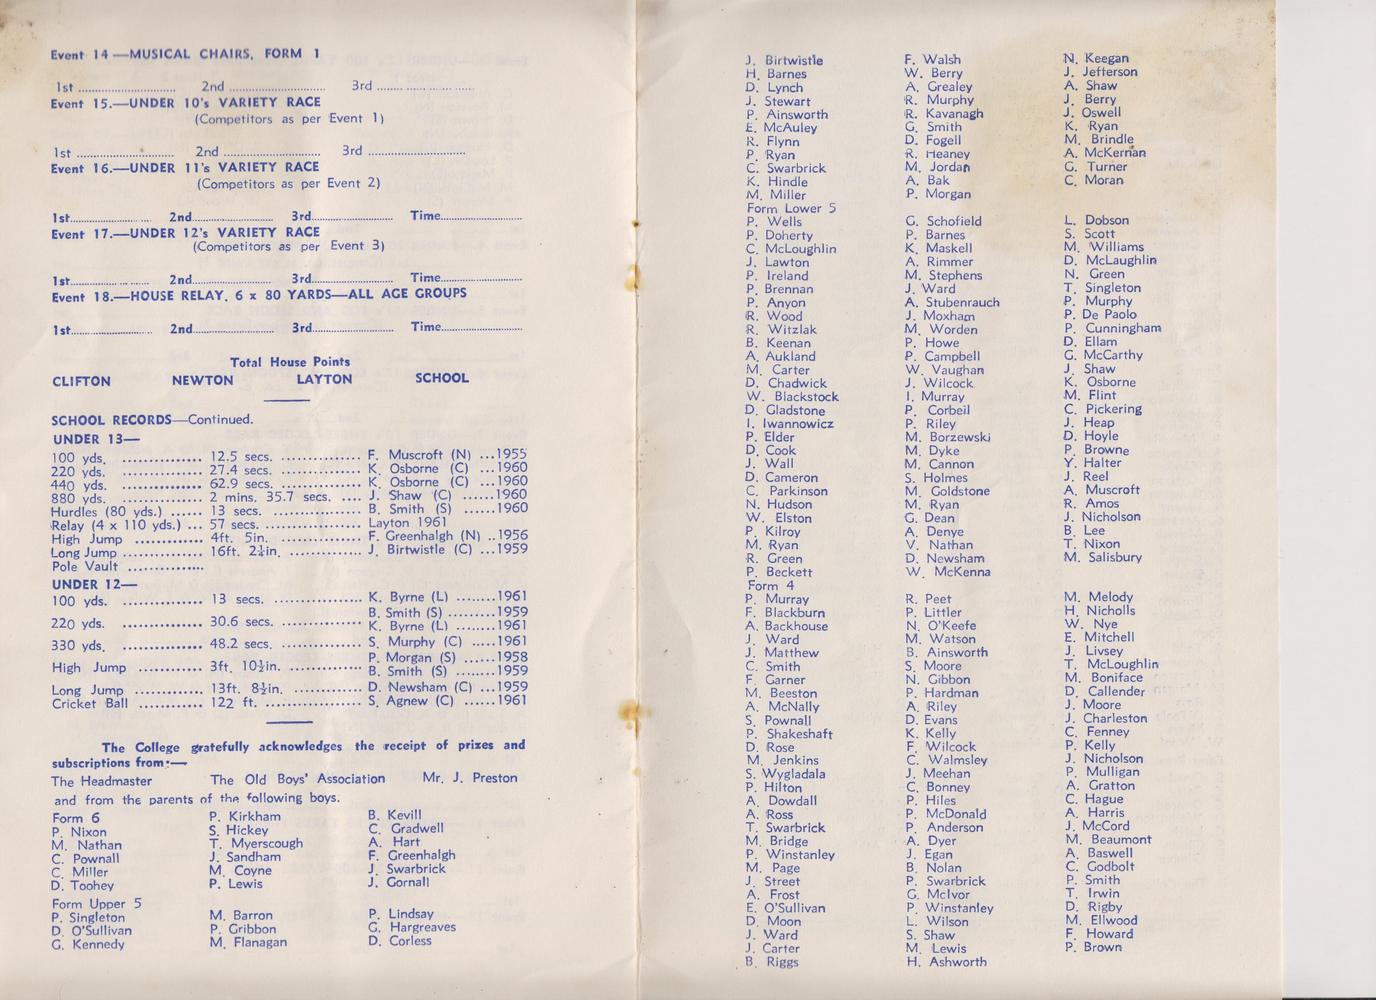 Event 14—MUSICAL CHAIRS, FORM 1
1st .............................. 2nd .............................. 3rd ..............................
Event 15.—UNDER 10's VARIETY RACE
(Competitors as per Event 1)
1st .............................. 2nd .............................. 3rd ..............................
Event 16.—UNDER 11's VARIETY RACE
(Competitors as per Event 2)
1st.............................. 2nd.............................. 3rd.............................. Time..............................
Event 17.—UNDER 12's VARIETY RACE
(Competitors as per Event 3)
1st.............................. 2nd.............................. 3rd.............................. Time..............................
Event 18.—HOUSE RELAY, 6 x 80 YARDS—ALL AGE GROUPS
1st.............................. 2nd.............................. 3rd.............................. Time..............................
Total House Points
CLIFTON NEWTON LAYTON SCHOOL
SCHOOL RECORDS—Continued.
UNDER 13—
100 yds. .............. 12.5 secs. .............. F. Muscroft (N) ...1955
220 yds. .............. 27.4 secs. .............. K. Osborne (C) ...1960
440 yds. .............. 62.9 secs. .............. K. Osborne (C) ...1960
880 yds. .............. 2 mins. 35.7 secs. .... J. Shaw (C) ......1960
Hurdles (80 yds.) ...... 13 secs. .............. B. Smith (S) ......1960
Relay (4 x 110 yds.) ... 57 secs. .............. Layton 1961
High Jump .............. 4ft. 5in. .............. F. Greenhalgh (N) ..1956
Long Jump .............. 16ft. 2½in. .............. J. Birtwistle (C) ...1959
Pole Vault ..............
UNDER 12—
100 yds. .............. 13 secs. .............. K. Byrne (L) ......1961
B. Smith (S) .........1959
220 yds. .............. 30.6 secs. .............. K. Byrne (L) ......1961
330 yds. .............. 48.2 secs. .............. S. Murphy (C) .....1961
P. Morgan (S) ......1958
High Jump ............ 3ft. 10½in. .............. B. Smith (S) ......1959
Long Jump ............ 13ft. 8½in. .............. D. Newsham (C) ...1959
Cricket Ball ............ 122 ft. .............. S. Agnew (C) ......1961
The College gratefully acknowledges the receipt of prizes and
subscriptions from:—
The Headmaster The Old Boys' Association Mr. J. Preston
and from the parents of the following boys.
Form 6 P. Kirkham B. Kevill
P. Nixon S. Hickey C. Gradwell
M. Nathan T. Myerscough A. Hart
C. Pownall J. Sandham F. Greenhalgh
C. Miller M. Coyne J. Swarbrick
D. Toohey P. Lewis J. Gornall
Form Upper 5
P. Singleton M. Barron P. Lindsay
D. O'Sullivan P. Gribbon G. Hargreaves
G. Kennedy M. Flanagan D. Corless
J. Birtwistle F. Walsh N. Keegan
H. Barnes W. Berry J. Jefferson
D. Lynch A. Grealey A. Shaw
J. Stewart R. Murphy J. Berry
P. Ainsworth R. Kavanagh J. Oswell
E. McAuley G. Smith K. Ryan
R. Flynn D. Fogell M. Brindle
P. Ryan R. Heaney A. McKernan
C. Swarbrick M. Jordan G. Turner
K. Hindle A. Bak C. Moran
M. Miller P. Morgan
Form Lower 5
P. Wells G. Schofield L. Dobson
P. Doherty P. Barnes S. Scott
C. McLoughlin K. Maskell M. Williams
J. Lawton A. Rimmer D. McLaughlin
P. Ireland M. Stephens N. Green
P. Brennan J. Ward T. Singleton
P. Anyon A. Stubenrauch P. Murphy
R. Wood J. Moxham P. De Paolo
R. Witzlak M. Worden P. Cunningham
B. Keenan P. Howe D. Ellam
A. Aukland P. Campbell G. McCarthy
M. Carter W. Vaughan J. Shaw
D. Chadwick J. Wilcock K. Osborne
W. Blackstock I. Murray M. Flint
D. Gladstone P. Corbeil C. Pickering
I. Iwannowicz P. Riley J. Heap
P. Elder M. Borzewski D. Hoyle
D. Cook M. Dyke P. Browne
J. Wall M. Cannon Y. Halter
D. Cameron S. Holmes J. Reel
C. Parkinson M. Goldstone A. Muscroft
N. Hudson M. Ryan R. Amos
W. Elston G. Dean J. Nicholson
P. Kilroy A. Denye B. Lee
M. Ryan V. Nathan T. Nixon
R. Green D. Newsham M. Salisbury
P. Beckett W. McKenna
Form 4
P. Murray R. Peet M. Melody
F. Blackburn P. Littler H. Nicholls
A. Backhouse N. O'Keefe W. Nye
J. Ward M. Watson E. Mitchell
J. Matthew B. Ainsworth J. Livsey
C. Smith S. Moore T. McLoughlin
F. Garner N. Gibbon M. Boniface
M. Beeston P. Hardman D. Callender
A. McNally A. Riley J. Moore
S. Pownall D. Evans J. Charleston
P. Shakeshaft K. Kelly C. Fenney
D. Rose F. Wilcock P. Kelly
M. Jenkins C. Walmsley J. Nicholson
S. Wygladala J. Meehan P. Mulligan
P. Hilton C. Bonney A. Gratton
A. Dowdall P. Hiles C. Hague
A. Ross P. McDonald A. Harris
T. Swarbrick P. Anderson J. McCord
M. Bridge A. Dyer M. Beaumont
P. Winstanley J. Egan A. Baswell
M. Page B. Nolan C. Godbolt
J. Street P. Swarbrick P. Smith
A. Frost G. McIvor T. Irwin
E. O'Sullivan P. Winstanley D. Rigby
D. Moon L. Wilson M. Ellwood
J. Ward S. Shaw F. Howard
J. Carter M. Lewis P. Brown
B. Riggs H. Ashworth